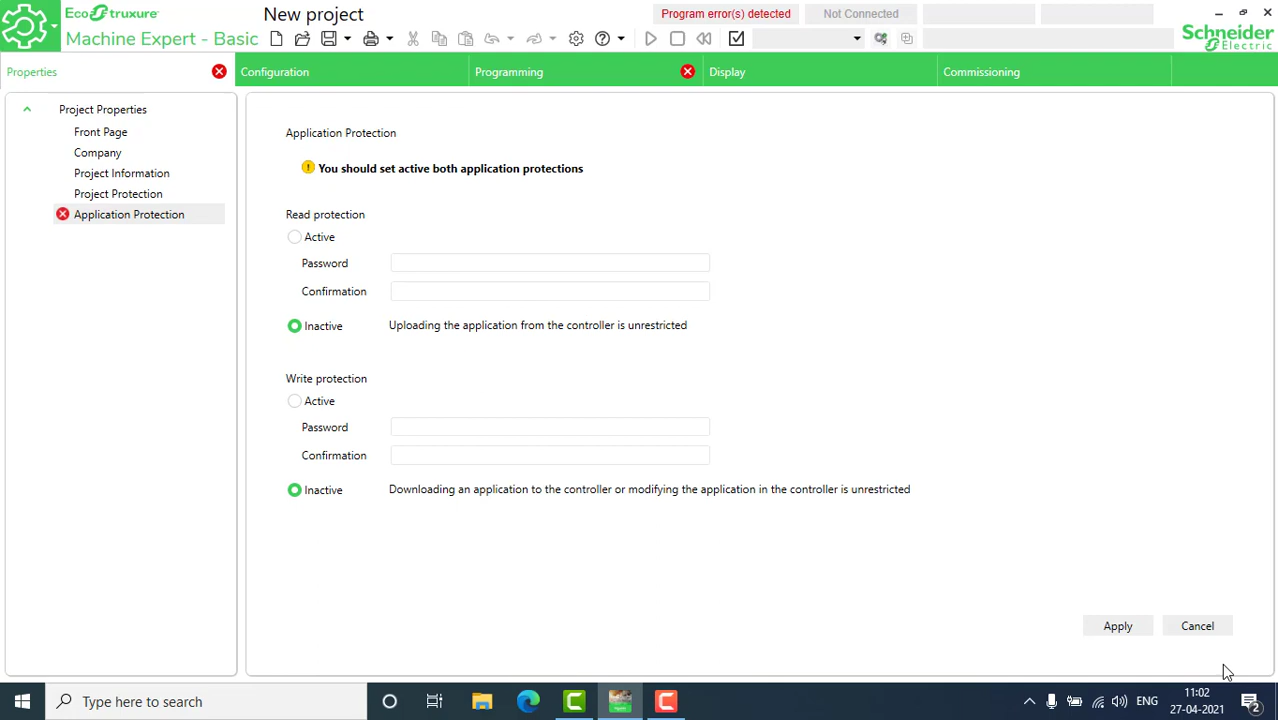 EcoStruxure
Machine Expert - Basic
New project
Program error(s) detected
Not Connected
Schneider
Electric
Properties
Configuration
Programming
Display
Commissioning
Project Properties
Front Page
Company
Project Information
Project Protection
Application Protection
Application Protection
You should set active both application protections
Read protection
Active
Password
Confirmation
Inactive Uploading the application from the controller is unrestricted
Write protection
Active
Password
Confirmation
Inactive Downloading an application to the controller or modifying the application in the controller is unrestricted
Apply Cancel
Type here to search
ENG
11:02
27-04-2021
2